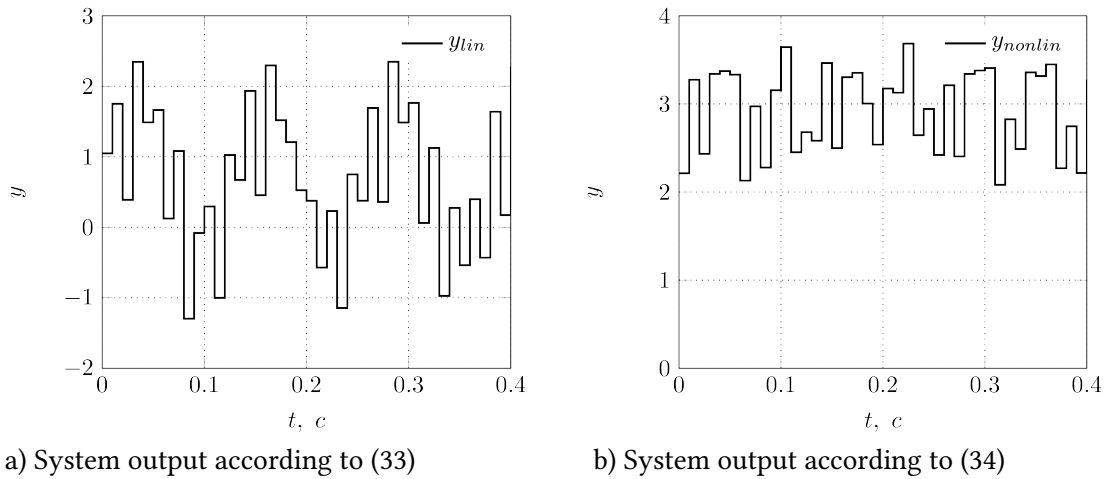 3
2
1
0
−1
−2
0
0.1
0.2
0.3
0.4
y
t, c
y_lin
4
3
2
1
0
0
0.1
0.2
0.3
0.4
y
t, c
y_nonlin
a) System output according to (33)
b) System output according to (34)